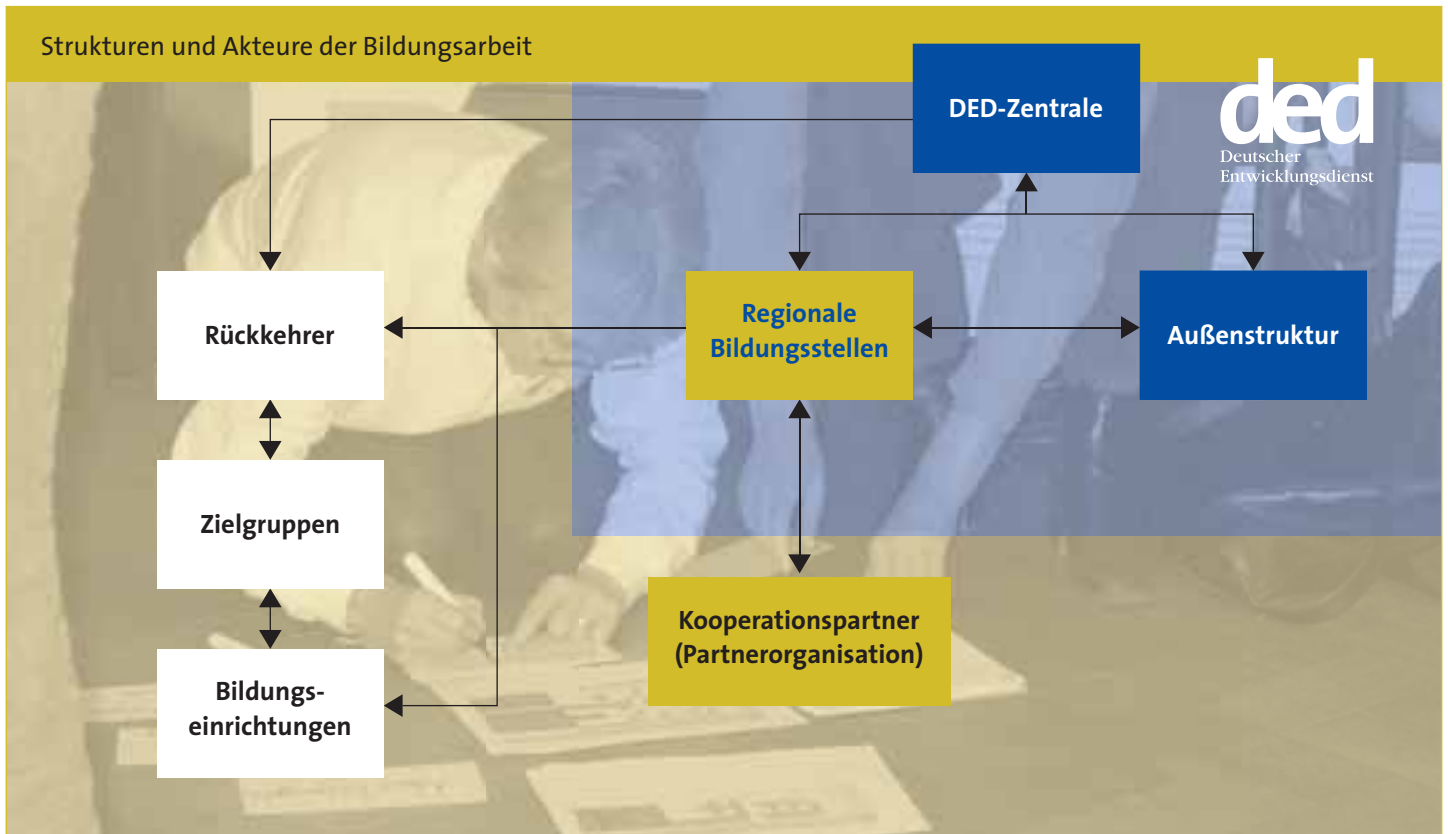 Strukturen und Akteure der Bildungsarbeit
DED-Zentrale
ded
Deutscher
Entwicklungsdienst
Rückkehrer
Regionale
Bildungsstellen
Außenstruktur
Zielgruppen
Kooperationspartner
(Partnerorganisation)
Bildungs-
einrichtungen